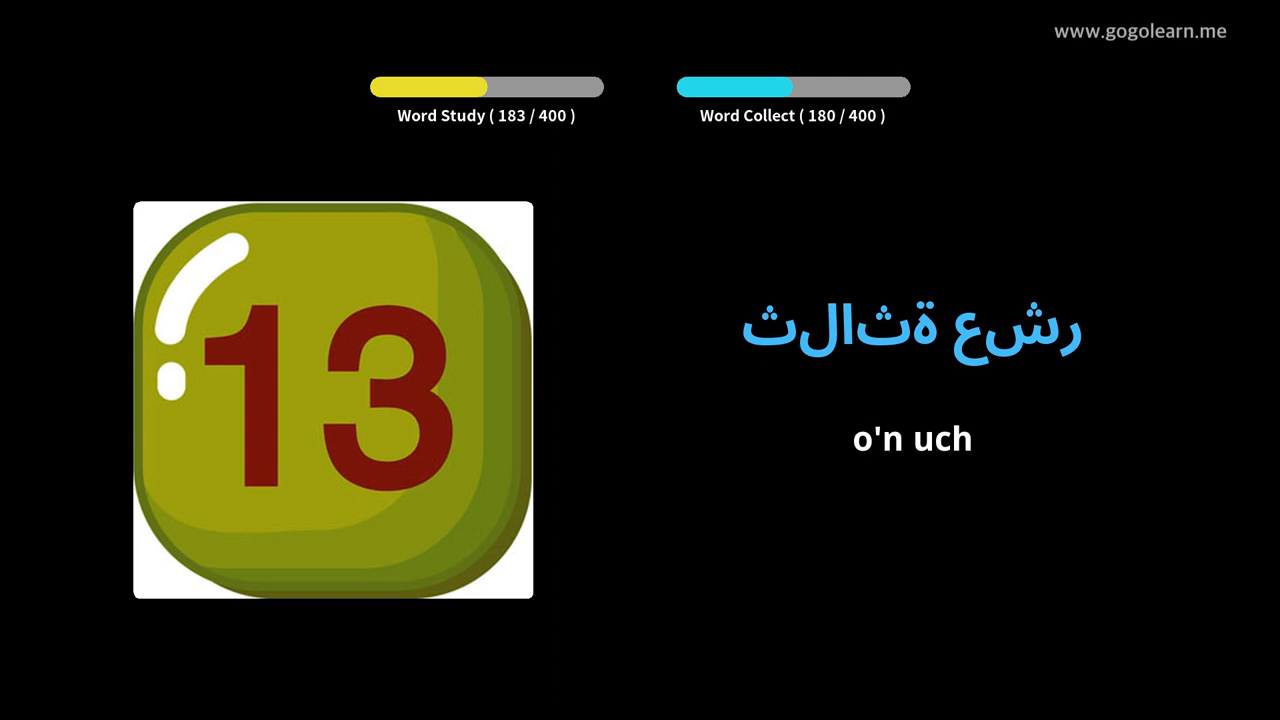 www.gogolearn.me
Word Study ( 183 / 400 )
Word Collect ( 180 / 400 )
13
ثلاثة عشر
o'n uch